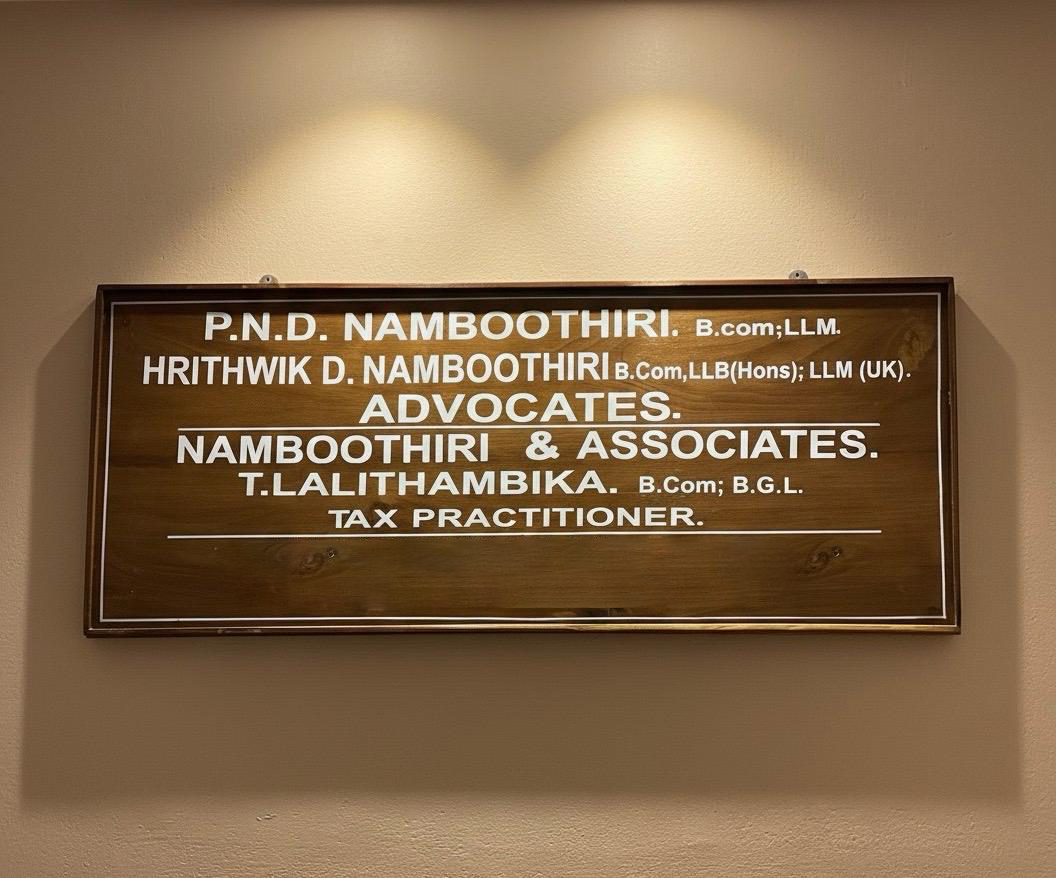 P.N.D. NAMBOOTHIRI. B.com;LLM.
HRITHWIK D. NAMBOOTHIRI B.Com,LLB(Hons); LLM (UK).
ADVOCATES.
NAMBOOTHIRI & ASSOCIATES.
T.LALITHAMBIKA. B.Com; B.G.L.
TAX PRACTITIONER.